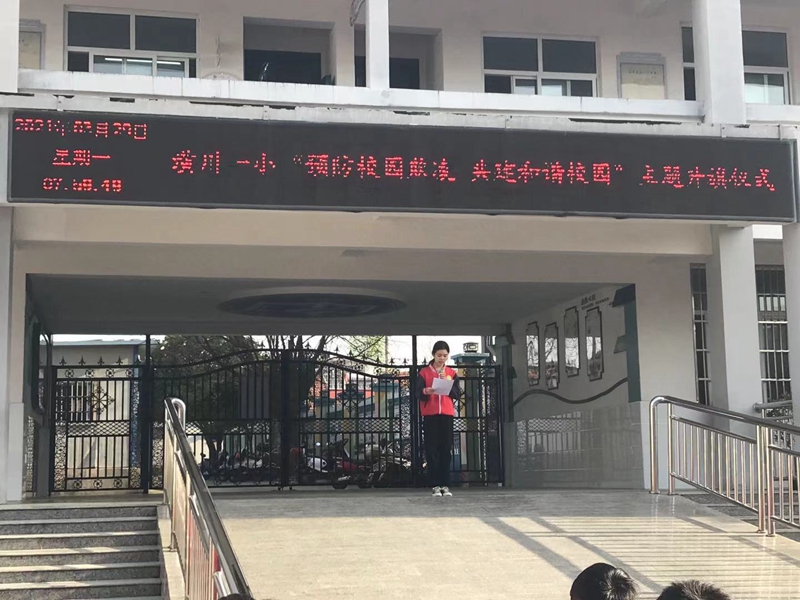 2021年03月29日
星期一
07:58:49
潢川一小“预防校园欺凌 共建和谐校园”主题升旗仪式